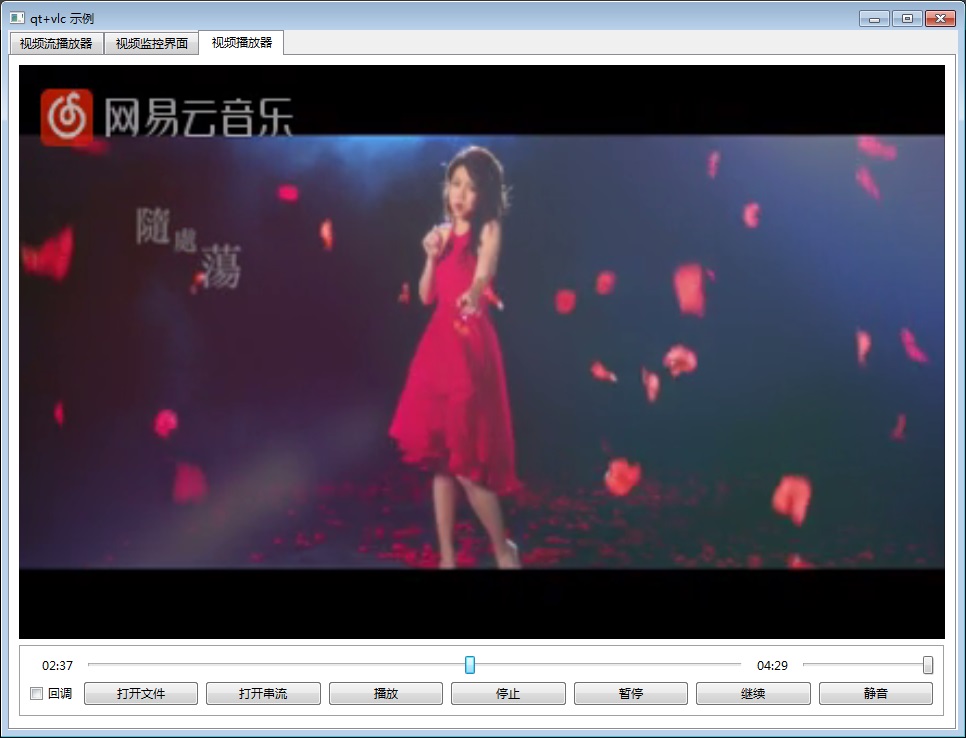 qt+vlc 示例
视频流播放器 视频监控界面 视频播放器
网易云音乐
隨處蕩
02:37 04:29
回调 打开文件 打开串流 播放 停止 暂停 继续 静音